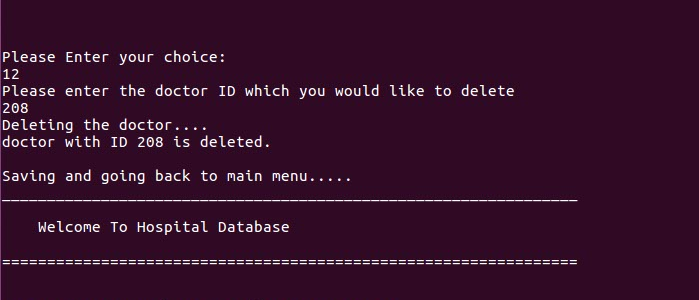 Please Enter your choice:
12
Please enter the doctor ID which you would like to delete
208
Deleting the doctor....
doctor with ID 208 is deleted.
Saving and going back to main menu.....
________________________________________________________________
Welcome To Hospital Database
================================================================